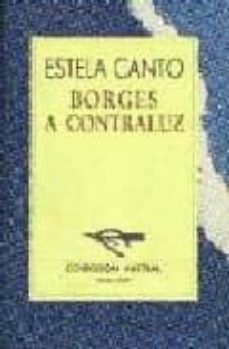 ESTELA CANTO
BORGES
A CONTRALUZ
COLECCIÓN AUSTRAL